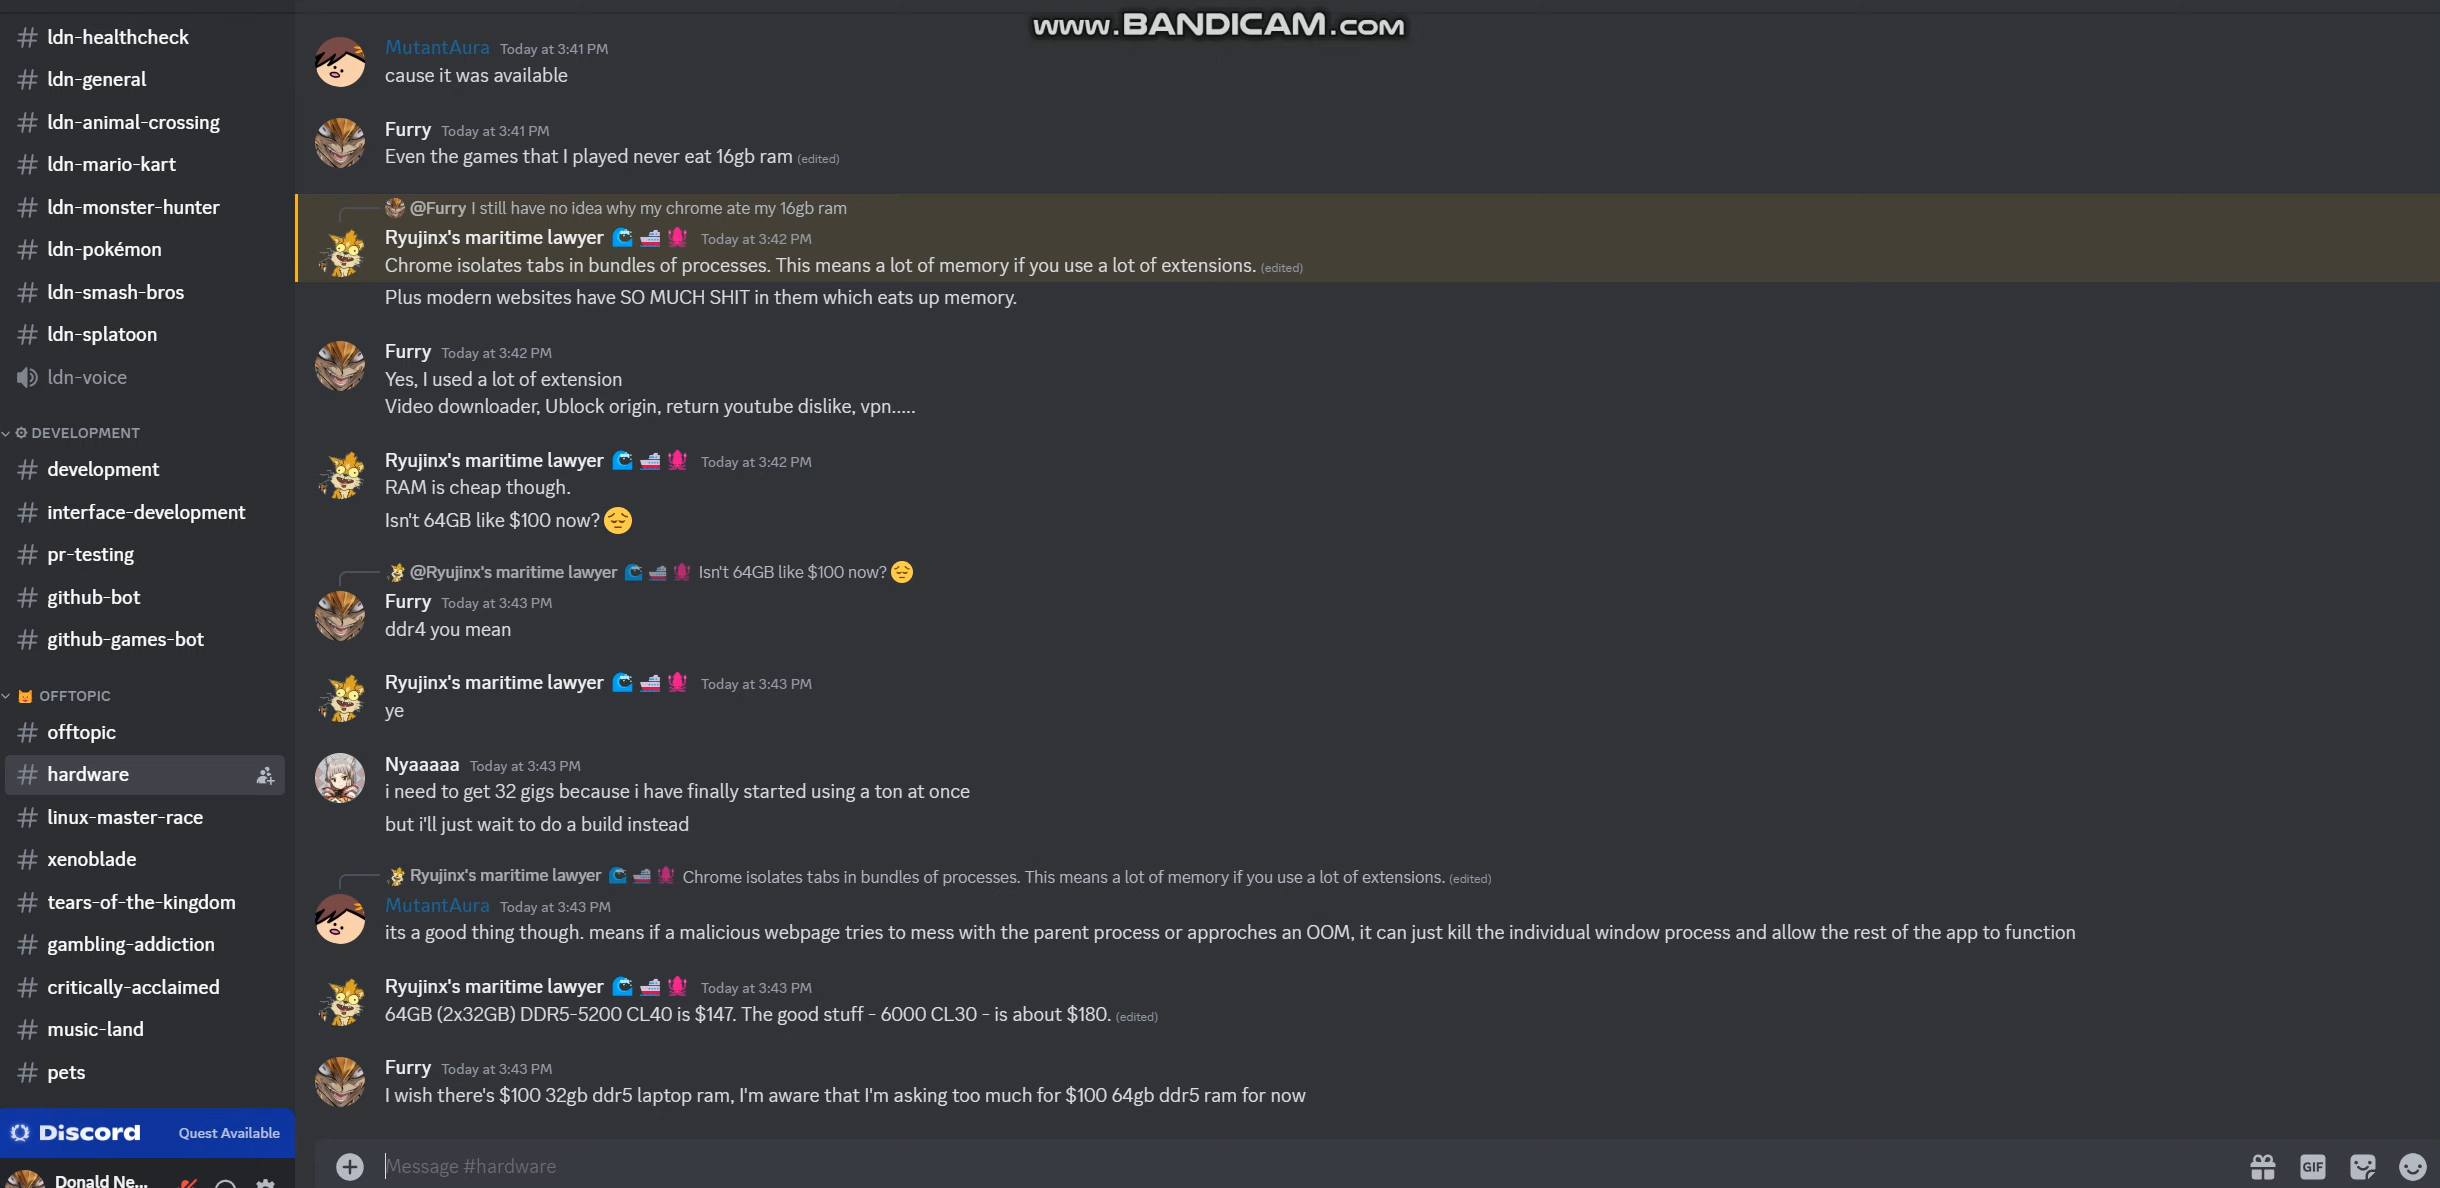 www.BANDICAM.com
# ldn-healthcheck
# ldn-general
# ldn-animal-crossing
# ldn-mario-kart
# ldn-monster-hunter
# ldn-pokémon
# ldn-smash-bros
# ldn-splatoon
ldn-voice
DEVELOPMENT
# development
# interface-development
# pr-testing
# github-bot
# github-games-bot
OFFTOPIC
# offtopic
# hardware
# linux-master-race
# xenoblade
# tears-of-the-kingdom
# gambling-addiction
# critically-acclaimed
# music-land
# pets
Discord Quest Available
Donald Ne...
MutantAura Today at 3:41 PM
cause it was available
Furry Today at 3:41 PM
Even the games that I played never eat 16gb ram (edited)
@Furry I still have no idea why my chrome ate my 16gb ram
Ryujinx's maritime lawyer Today at 3:42 PM
Chrome isolates tabs in bundles of processes. This means a lot of memory if you use a lot of extensions. (edited)
Plus modern websites have SO MUCH SHIT in them which eats up memory.
Furry Today at 3:42 PM
Yes, I used a lot of extension
Video downloader, Ublock origin, return youtube dislike, vpn.....
Ryujinx's maritime lawyer Today at 3:42 PM
RAM is cheap though.
Isn't 64GB like $100 now? 😔
@Ryujinx's maritime lawyer Isn't 64GB like $100 now? 😔
Furry Today at 3:43 PM
ddr4 you mean
Ryujinx's maritime lawyer Today at 3:43 PM
ye
Nyaaaaa Today at 3:43 PM
i need to get 32 gigs because i have finally started using a ton at once
but i'll just wait to do a build instead
Ryujinx's maritime lawyer Chrome isolates tabs in bundles of processes. This means a lot of memory if you use a lot of extensions. (edited)
MutantAura Today at 3:43 PM
its a good thing though. means if a malicious webpage tries to mess with the parent process or approches an OOM, it can just kill the individual window process and allow the rest of the app to function
Ryujinx's maritime lawyer Today at 3:43 PM
64GB (2x32GB) DDR5-5200 CL40 is $147. The good stuff - 6000 CL30 - is about $180. (edited)
Furry Today at 3:43 PM
I wish there's $100 32gb ddr5 laptop ram, I'm aware that I'm asking too much for $100 64gb ddr5 ram for now
Message #hardware
GIF